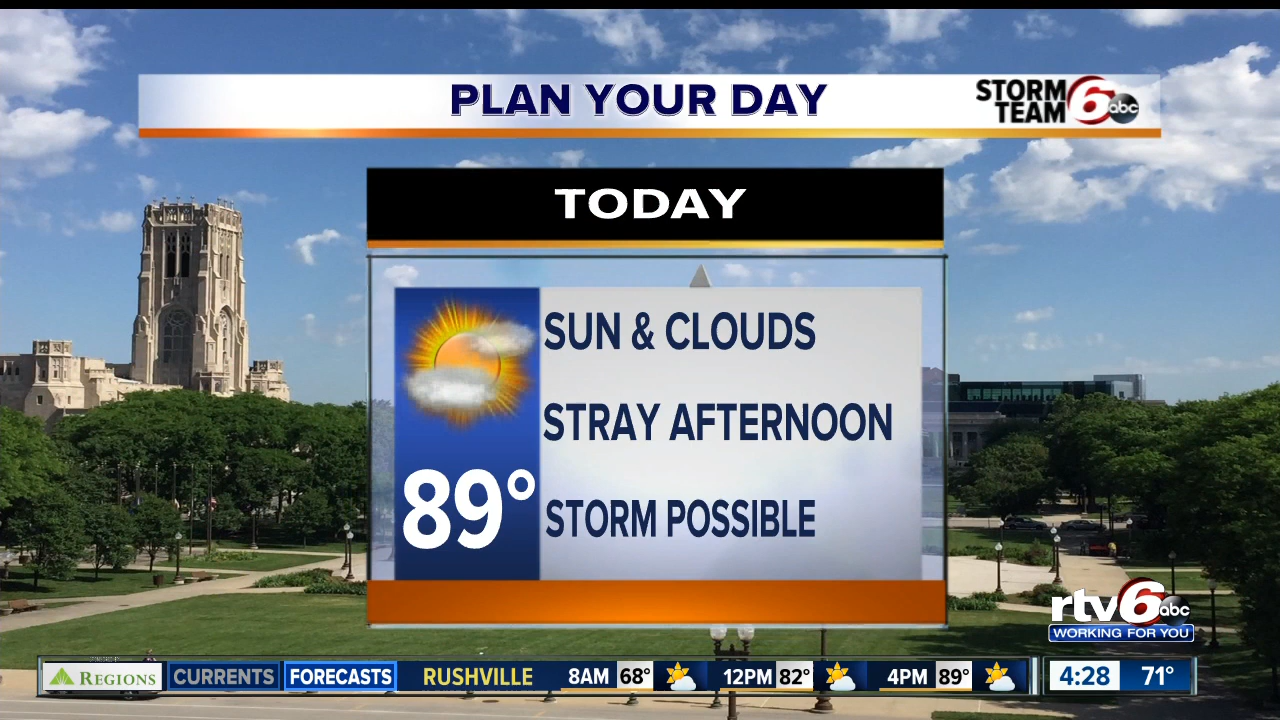 PLAN YOUR DAY
STORM
TEAM 6 abc
TODAY
SUN & CLOUDS
STRAY AFTERNOON
89° STORM POSSIBLE
rtv6 abc
WORKING FOR YOU
REGIONS CURRENTS FORECASTS RUSHVILLE 8AM 68° 12PM 82° 4PM 89° 4:28 71°